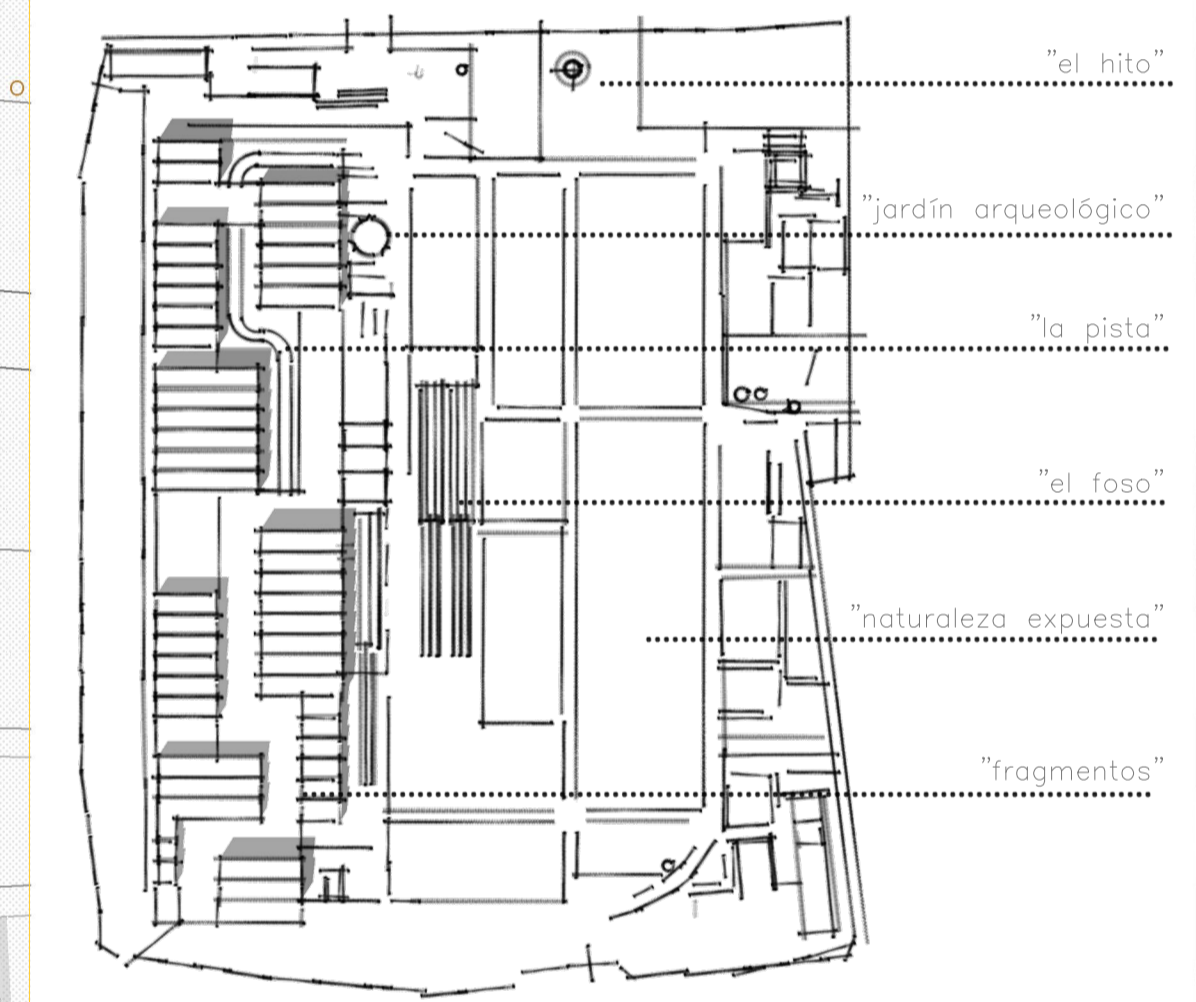 "el hito"
"jardín arqueológico"
"la pista"
"el foso"
"naturaleza expuesta"
"fragmentos"